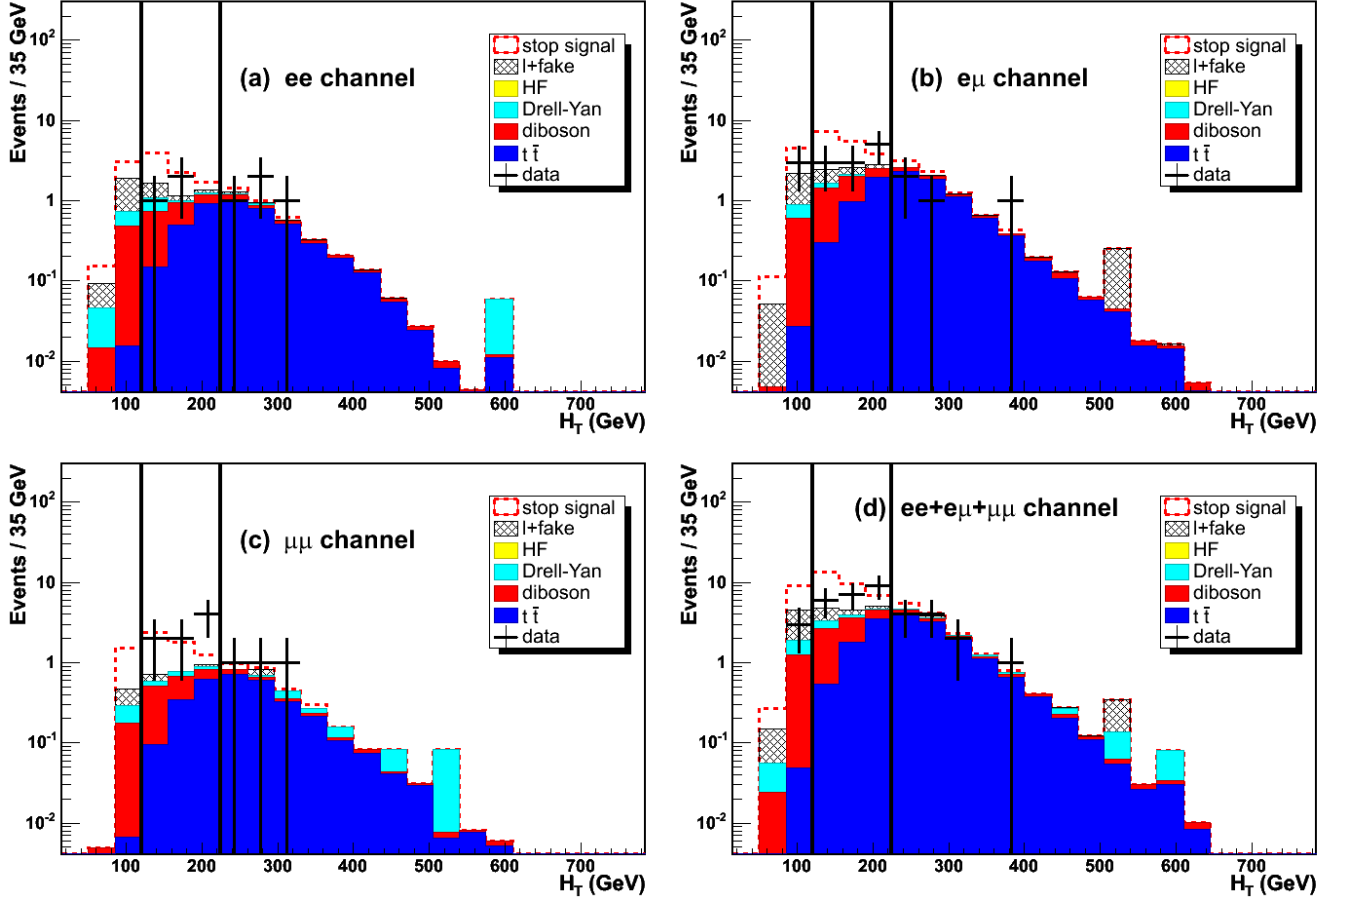 Events / 35 GeV
10²
10
1
10⁻¹
10⁻²
(a) ee channel
stop signal
l+fake
HF
Drell-Yan
diboson
t t̄
data
100 200 300 400 500 600 700
H_T (GeV)
Events / 35 GeV
10²
10
1
10⁻¹
10⁻²
(b) eμ channel
stop signal
l+fake
HF
Drell-Yan
diboson
t t̄
data
100 200 300 400 500 600 700
H_T (GeV)
Events / 35 GeV
10²
10
1
10⁻¹
10⁻²
(c) μμ channel
stop signal
l+fake
HF
Drell-Yan
diboson
t t̄
data
100 200 300 400 500 600 700
H_T (GeV)
Events / 35 GeV
10²
10
1
10⁻¹
10⁻²
(d) ee+eμ+μμ channel
stop signal
l+fake
HF
Drell-Yan
diboson
t t̄
data
100 200 300 400 500 600 700
H_T (GeV)